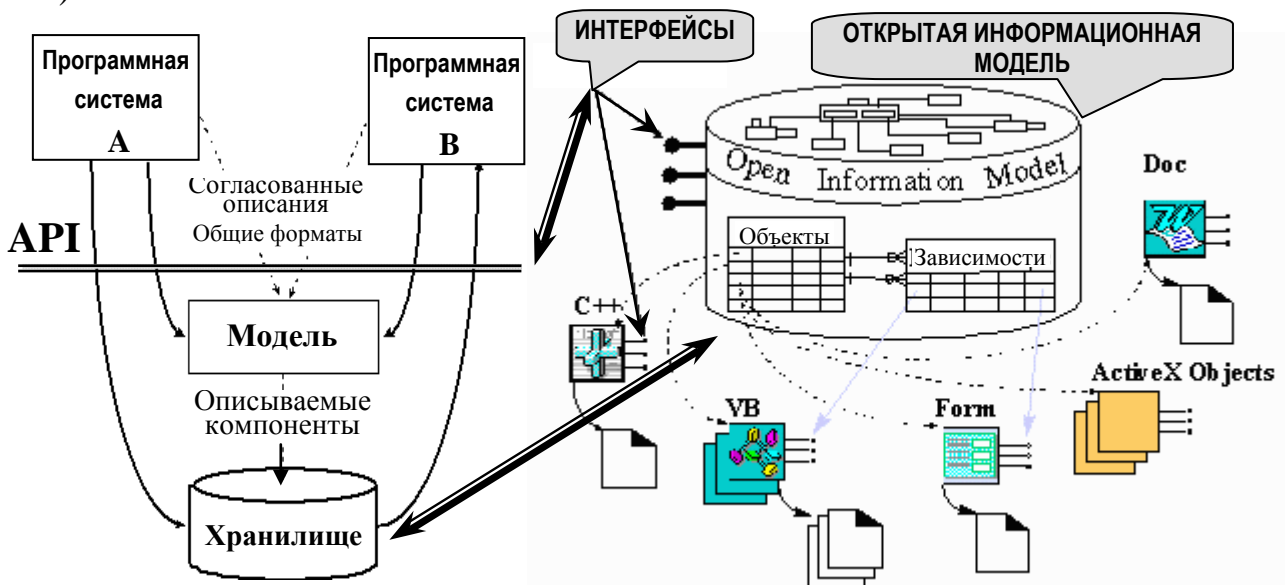 )
ИНТЕРФЕЙСЫ
ОТКРЫТАЯ ИНФОРМАЦИОННАЯ
МОДЕЛЬ
Программная
система
A
Программная
система
B
Согласованные
описания
Общие форматы
API
Модель
Описываемые
компоненты
Хранилище
Open Information Model
Объекты
Зависимости
Doc
C++
VB
Form
ActiveX Objects